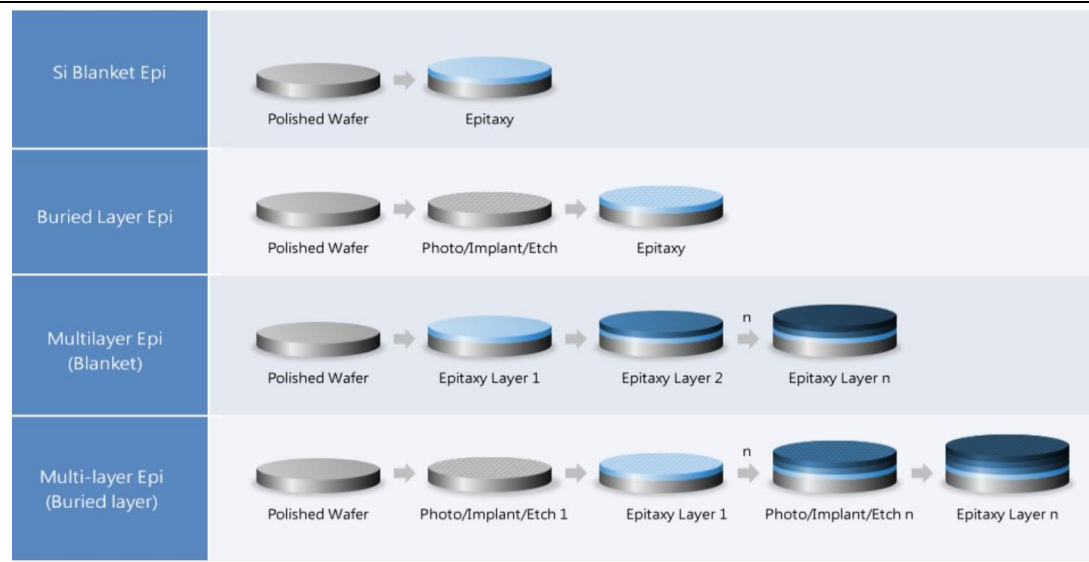 Si Blanket Epi
Polished Wafer
Epitaxy
Buried Layer Epi
Polished Wafer
Photo/Implant/Etch
Epitaxy
Multilayer Epi
(Blanket)
n
Polished Wafer
Epitaxy Layer 1
Epitaxy Layer 2
Epitaxy Layer n
Multi-layer Epi
(Buried layer)
n
Polished Wafer
Photo/Implant/Etch 1
Epitaxy Layer 1
Photo/Implant/Etch n
Epitaxy Layer n